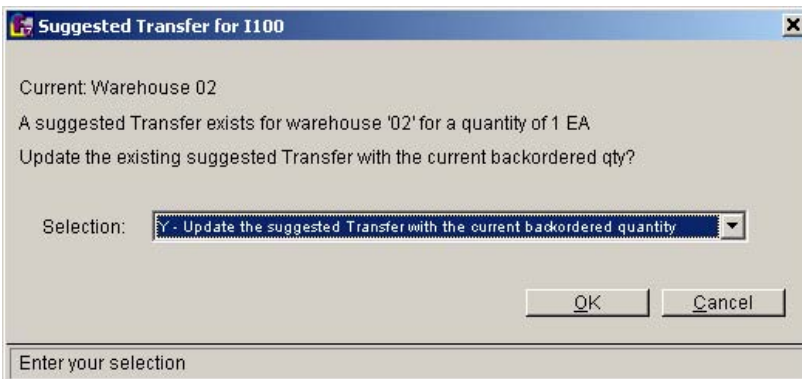 Suggested Transfer for I100
Current: Warehouse 02
A suggested Transfer exists for warehouse '02' for a quantity of 1 EA
Update the existing suggested Transfer with the current backordered qty?
Selection: Y - Update the suggested Transfer with the current backordered quantity
OK Cancel
Enter your selection